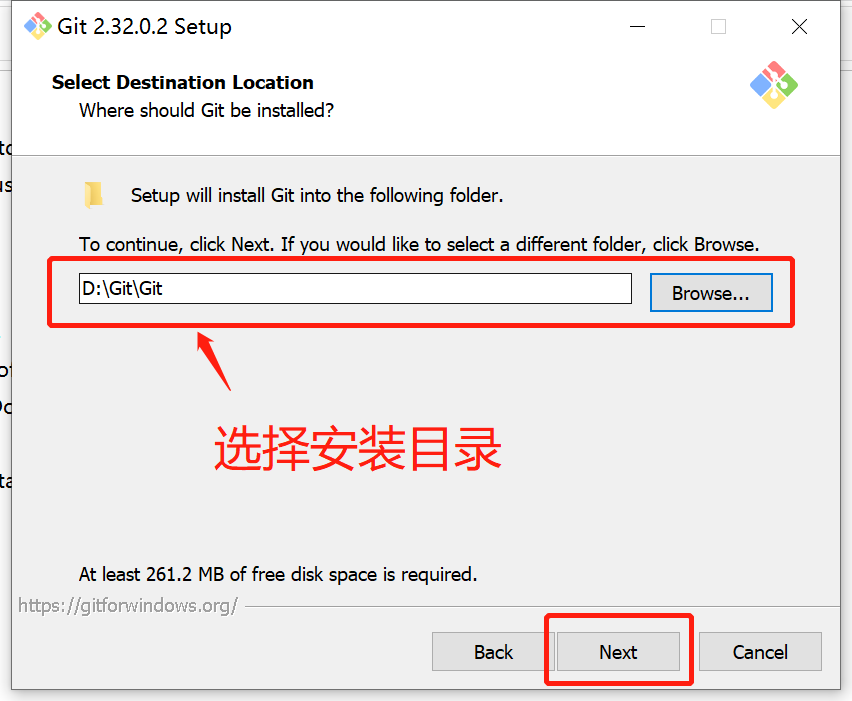 Git 2.32.0.2 Setup
Select Destination Location
Where should Git be installed?
Setup will install Git into the following folder.
To continue, click Next. If you would like to select a different folder, click Browse.
D:\Git\Git
Browse...
选择安装目录
At least 261.2 MB of free disk space is required.
https://gitforwindows.org/
Back
Next
Cancel